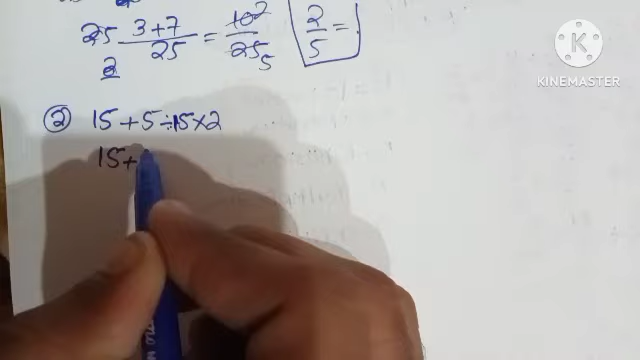 25 3+7/25 = 10 2/25 5 2/5 =
2
② 15 + 5 ÷ 15 × 2
15 +
KINEMASTER